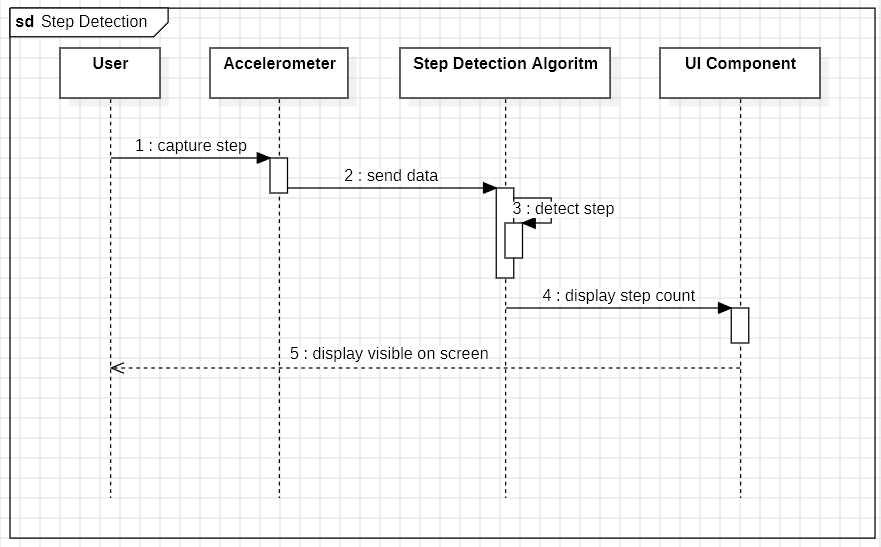 sd Step Detection
User
Accelerometer
Step Detection Algoritm
UI Component
1 : capture step
2 : send data
3 : detect step
4 : display step count
5 : display visible on screen